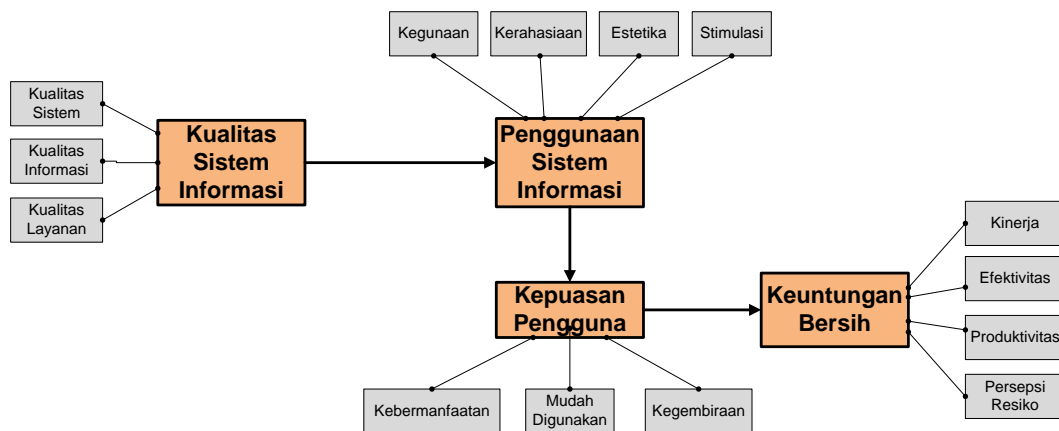 Kegunaan
Kerahasiaan
Estetika
Stimulasi
Kualitas
Sistem
Kualitas
Informasi
Kualitas
Layanan
Kualitas
Sistem
Informasi
Penggunaan
Sistem
Informasi
Kepuasan
Pengguna
Keuntungan
Bersih
Kinerja
Efektivitas
Produktivitas
Persepsi
Resiko
Kebermanfaatan
Mudah
Digunakan
Kegembiraan